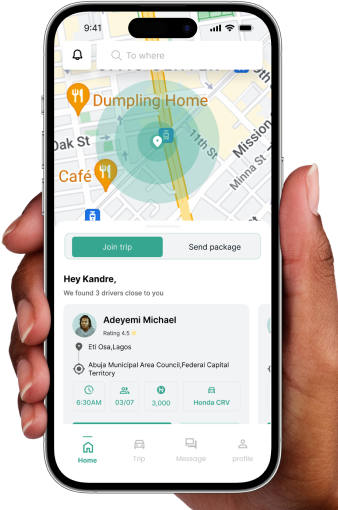 9:41
To where
Dumpling Home
Oak St
11th St
Mission
Minna St
Café
Join trip
Send package
Hey Kandre,
We found 3 drivers close to you
Adeyemi Michael
Rating 4.5
Eti Osa,Lagos
Abuja Municipal Area Council,Federal Capital
Territory
6:30AM
03/07
3,000
Honda CRV
Home
Trip
Message
profile